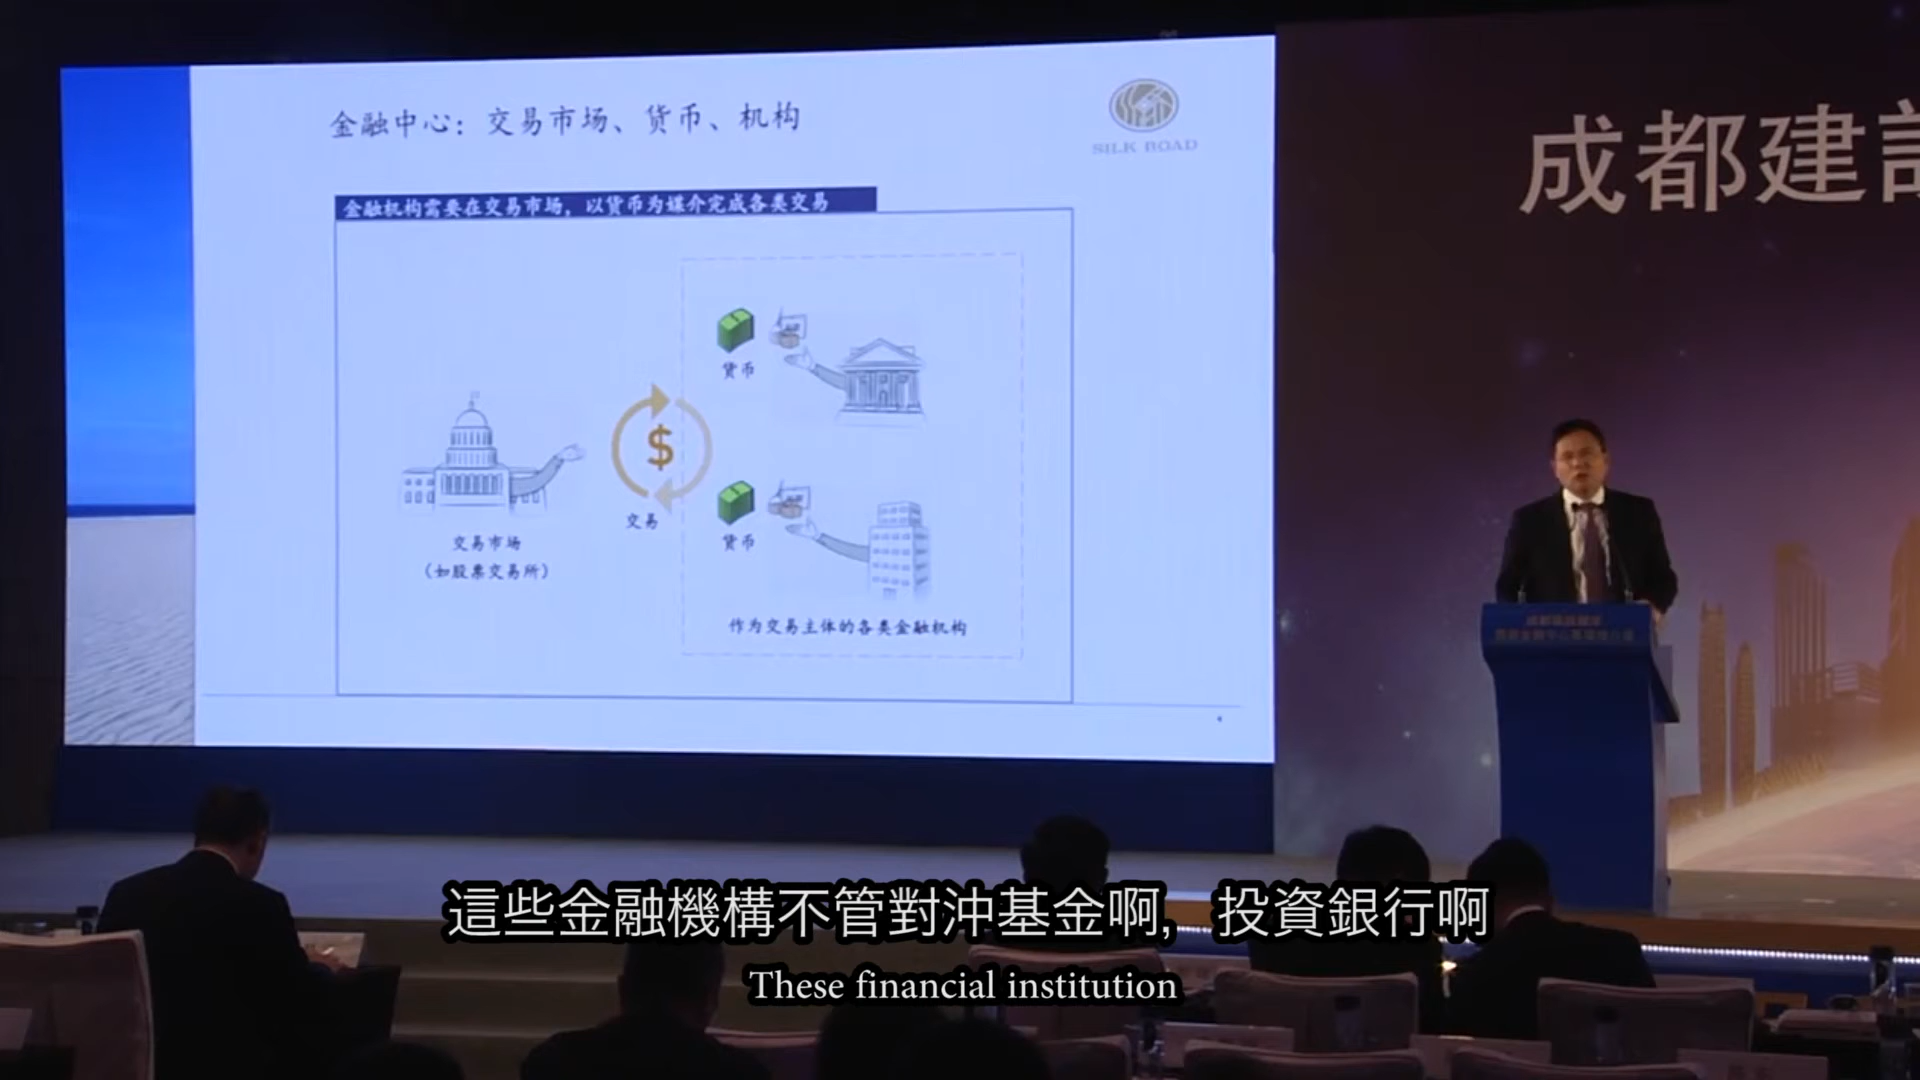 金融中心：交易市场、货币、机构
SILK ROAD
金融机构需要在交易市场，以货币为媒介完成各类交易
货币
$
交易
交易市场
（如股票交易所）
货币
作为交易主体的各类金融机构
4
成都建設
這些金融機構不管對沖基金啊，投資銀行啊
These financial institution